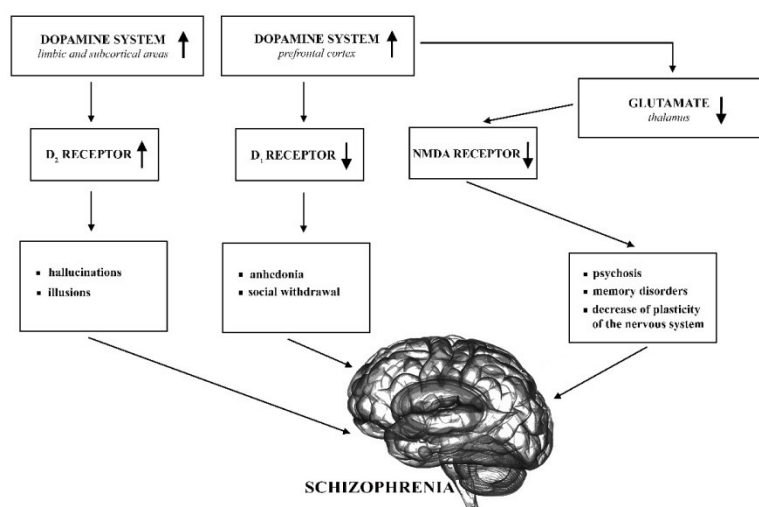 DOPAMINE SYSTEM
limbic and subcortical areas
DOPAMINE SYSTEM
prefrontal cortex
GLUTAMATE
thalamus
D₂ RECEPTOR
D₁ RECEPTOR
NMDA RECEPTOR
▪ hallucinations
▪ illusions
▪ anhedonia
▪ social withdrawal
▪ psychosis
▪ memory disorders
▪ decrease of plasticity
of the nervous system
SCHIZOPHRENIA